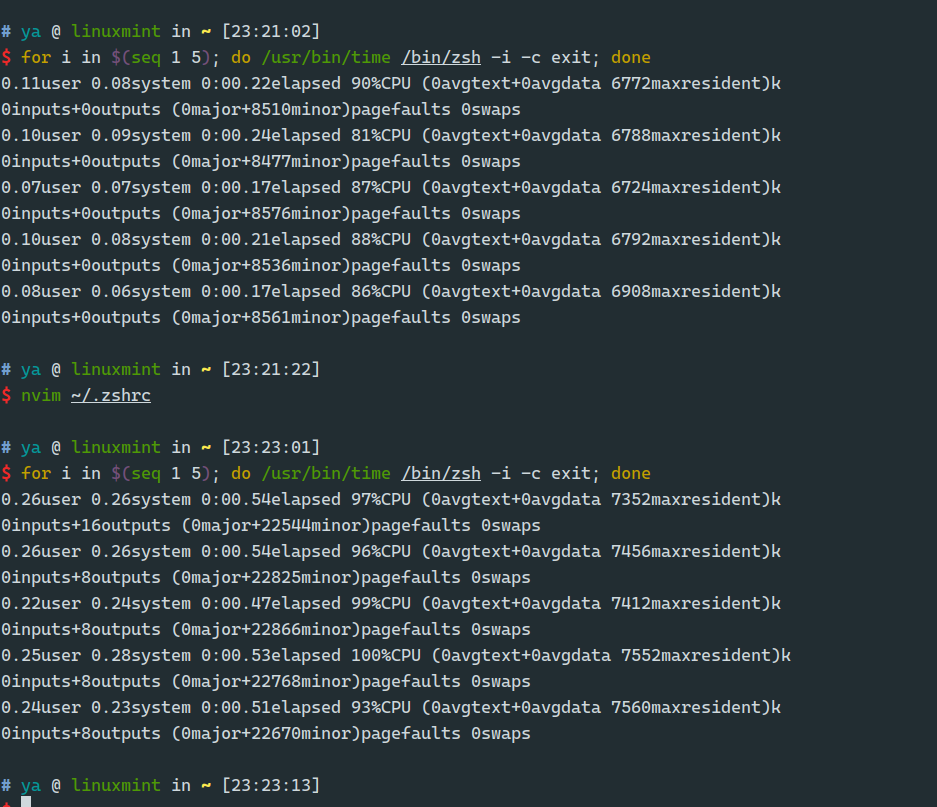 # ya @ linuxmint in ~ [23:21:02]
$ for i in $(seq 1 5); do /usr/bin/time /bin/zsh -i -c exit; done
0.11user 0.08system 0:00.22elapsed 90%CPU (0avgtext+0avgdata 6772maxresident)k
0inputs+0outputs (0major+8510minor)pagefaults 0swaps
0.10user 0.09system 0:00.24elapsed 81%CPU (0avgtext+0avgdata 6788maxresident)k
0inputs+0outputs (0major+8477minor)pagefaults 0swaps
0.07user 0.07system 0:00.17elapsed 87%CPU (0avgtext+0avgdata 6724maxresident)k
0inputs+0outputs (0major+8576minor)pagefaults 0swaps
0.10user 0.08system 0:00.21elapsed 88%CPU (0avgtext+0avgdata 6792maxresident)k
0inputs+0outputs (0major+8536minor)pagefaults 0swaps
0.08user 0.06system 0:00.17elapsed 86%CPU (0avgtext+0avgdata 6908maxresident)k
0inputs+0outputs (0major+8561minor)pagefaults 0swaps
# ya @ linuxmint in ~ [23:21:22]
$ nvim ~/.zshrc
# ya @ linuxmint in ~ [23:23:01]
$ for i in $(seq 1 5); do /usr/bin/time /bin/zsh -i -c exit; done
0.26user 0.26system 0:00.54elapsed 97%CPU (0avgtext+0avgdata 7352maxresident)k
0inputs+16outputs (0major+22544minor)pagefaults 0swaps
0.26user 0.26system 0:00.54elapsed 96%CPU (0avgtext+0avgdata 7456maxresident)k
0inputs+8outputs (0major+22825minor)pagefaults 0swaps
0.22user 0.24system 0:00.47elapsed 99%CPU (0avgtext+0avgdata 7412maxresident)k
0inputs+8outputs (0major+22866minor)pagefaults 0swaps
0.25user 0.28system 0:00.53elapsed 100%CPU (0avgtext+0avgdata 7552maxresident)k
0inputs+8outputs (0major+22768minor)pagefaults 0swaps
0.24user 0.23system 0:00.51elapsed 93%CPU (0avgtext+0avgdata 7560maxresident)k
0inputs+8outputs (0major+22670minor)pagefaults 0swaps
# ya @ linuxmint in ~ [23:23:13]